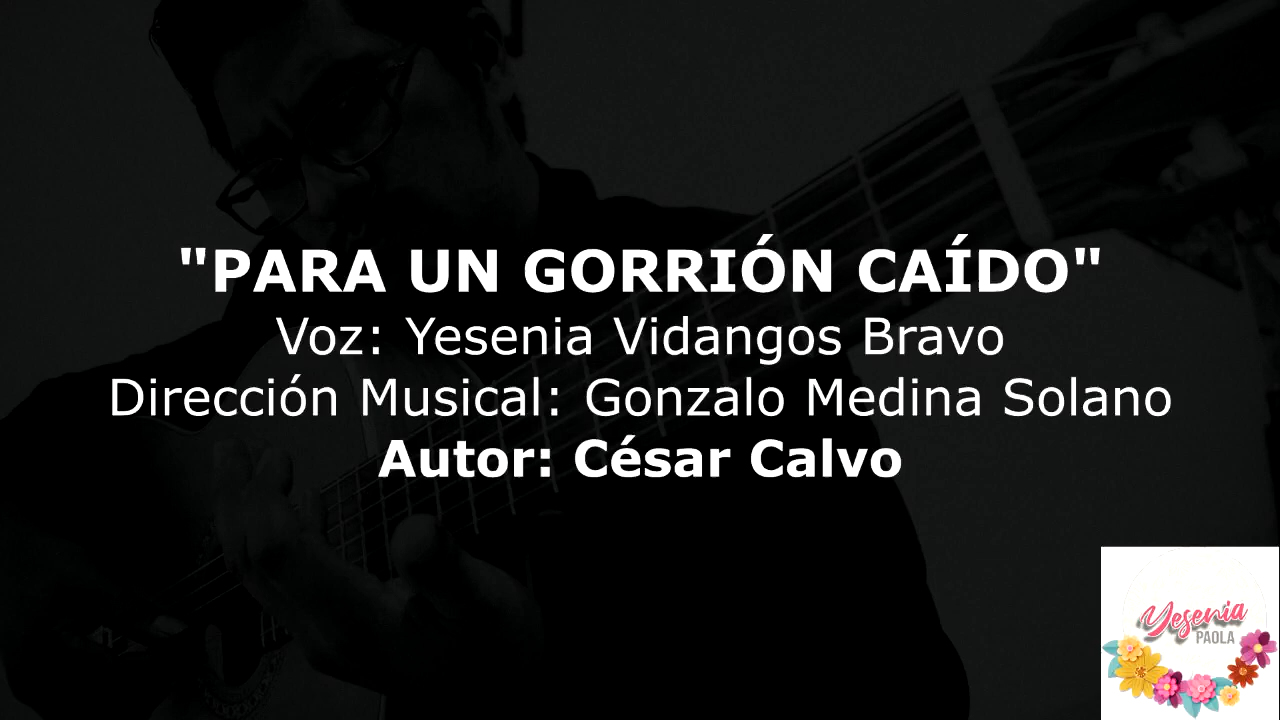 "PARA UN GORRIÓN CAÍDO"
Voz: Yesenia Vidangos Bravo
Dirección Musical: Gonzalo Medina Solano
Autor: César Calvo
Yesenia
PAOLA